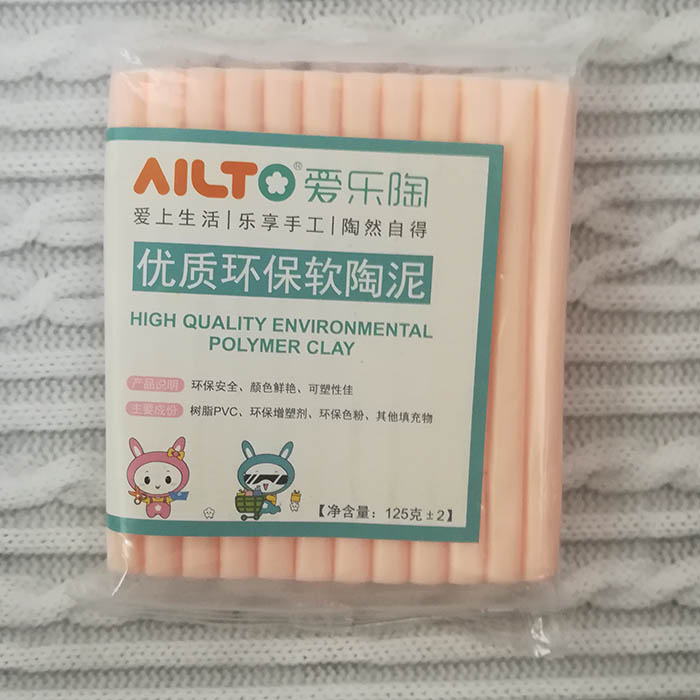 AILTO®爱乐陶
爱上生活|乐享手工|陶然自得
优质环保软陶泥
HIGH QUALITY ENVIRONMENTAL
POLYMER CLAY
产品说明 环保安全、颜色鲜艳、可塑性佳
主要成份 树脂PVC、环保增塑剂、环保色粉、其他填充物
【净含量：125克±2】